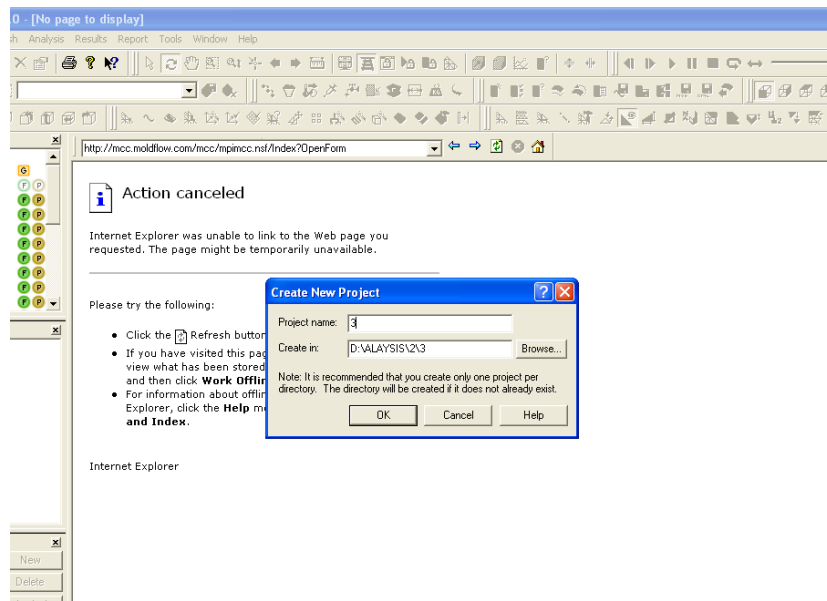 .0 - [No page to display]
sh Analysis Results Report Tools Window Help
http://mcc.moldflow.com/mcc/mpimcc.nsf/Index?OpenForm
G
F P
F P
F P
F P
F P
F P
F P
F P
F P
Action canceled
Internet Explorer was unable to link to the Web page you
requested. The page might be temporarily unavailable.
Please try the following:
Click the Refresh button
If you have visited this pag
view what has been stored
and then click Work Offlin
For information about offlin
Explorer, click the Help me
and Index.
Internet Explorer
Create New Project
Project name: 3
Create in: D:\ALAYSIS\2\3 Browse...
Note: It is recommended that you create only one project per
directory. The directory will be created if it does not already exist.
OK Cancel Help
New
Delete